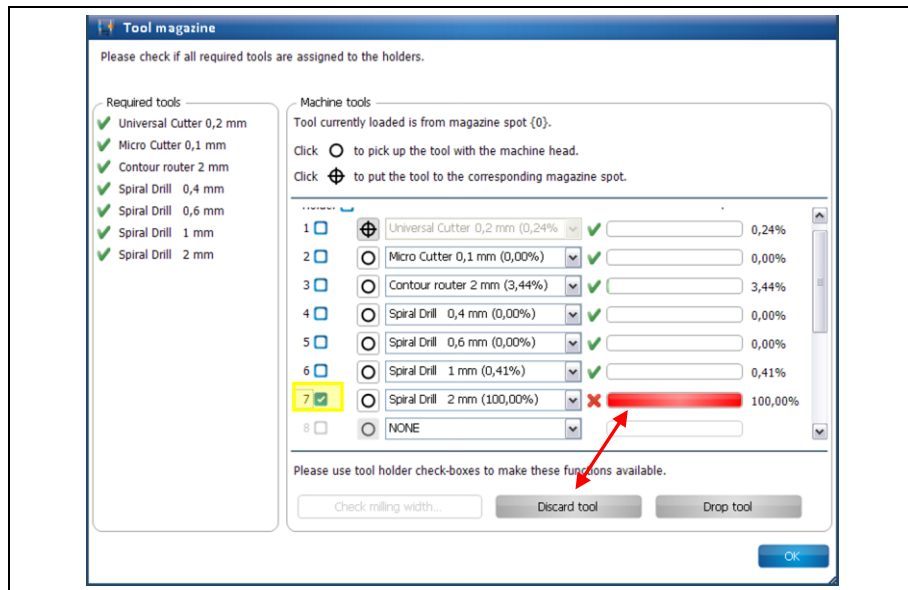 Tool magazine
Please check if all required tools are assigned to the holders.
Required tools
Universal Cutter 0,2 mm
Micro Cutter 0,1 mm
Contour router 2 mm
Spiral Drill 0,4 mm
Spiral Drill 0,6 mm
Spiral Drill 1 mm
Spiral Drill 2 mm
Machine tools
Tool currently loaded is from magazine spot {0}.
Click to pick up the tool with the machine head.
Click to put the tool to the corresponding magazine spot.
1 Universal Cutter 0,2 mm (0,24% 0,24%
2 Micro Cutter 0,1 mm (0,00%) 0,00%
3 Contour router 2 mm (3,44%) 3,44%
4 Spiral Drill 0,4 mm (0,00%) 0,00%
5 Spiral Drill 0,6 mm (0,00%) 0,00%
6 Spiral Drill 1 mm (0,41%) 0,41%
7 Spiral Drill 2 mm (100,00%) 100,00%
8 NONE
Please use tool holder check-boxes to make these functions available.
Check milling width... Discard tool Drop tool
OK